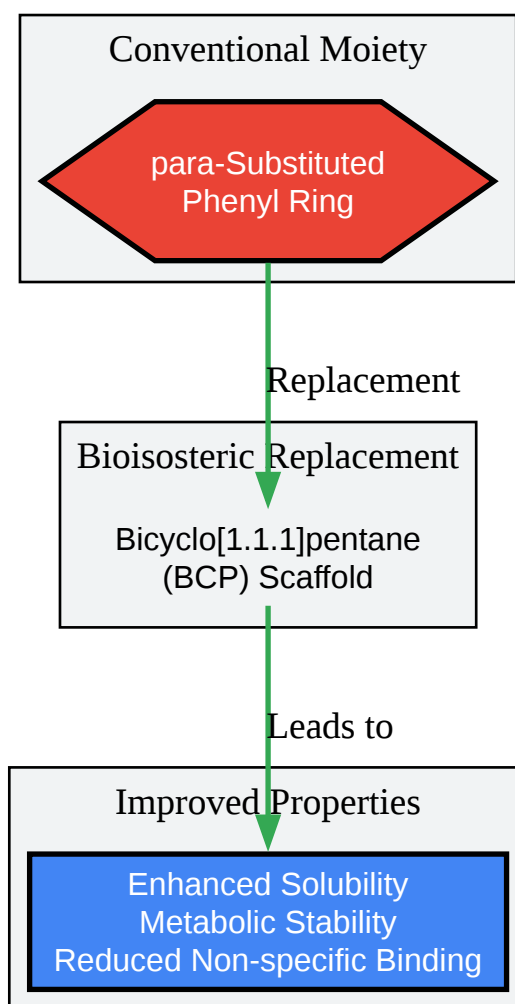 Conventional Moiety
para-Substituted
Phenyl Ring
Replacement
Bioisosteric Replacement
Bicyclo[1.1.1]pentane
(BCP) Scaffold
Leads to
Improved Properties
Enhanced Solubility
Metabolic Stability
Reduced Non-specific Binding